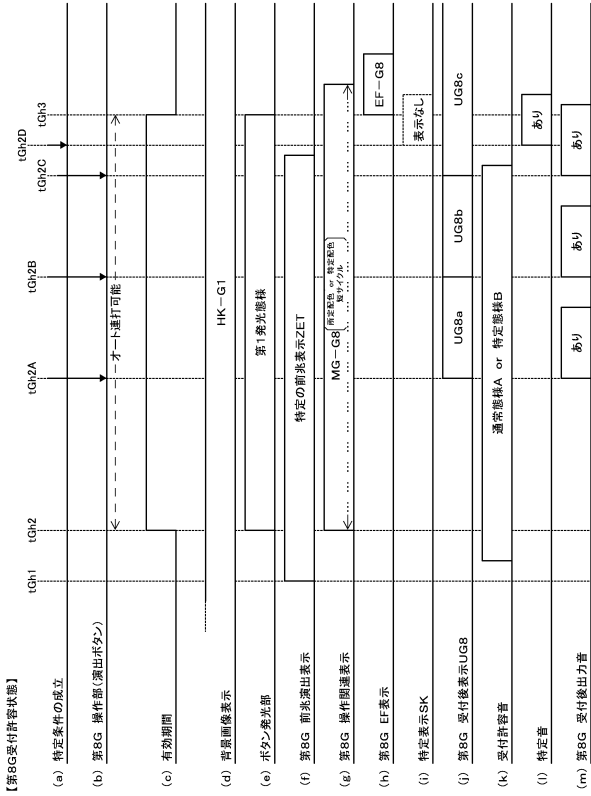 【第8G受付許容状態】
tGh1
tGh2
tGh2A
tGh2B
tGh2C
tGh2D
tGh3
(a) 特定条件の成立
(b) 第8G 操作部(演出ボタン)
オート連打可能
(c) 有効期間
(d) 背景画像表示
HK-G1
(e) ボタン発光部
第1発光態様
(f) 第8G 前兆演出表示
特定の前兆表示ZET
(g) 第8G 操作関連表示
MG-G8
所定配色 or 特定配色
短サイクル
(h) 第8G EF表示
EF-G8
(i) 特定表示SK
表示なし
(j) 第8G 受付後表示UG8
UG8a
UG8b
UG8c
(k) 受付許容音
通常態様A or 特定態様B
(l) 特定音
あり
(m) 第8G 受付後出力音
あり
あり
あり